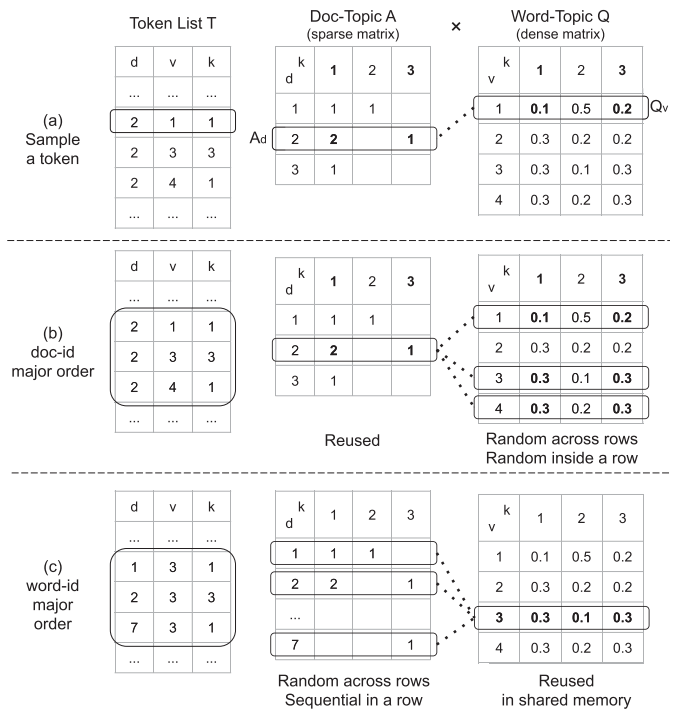 Token List T
Doc-Topic A
(sparse matrix)
×
Word-Topic Q
(dense matrix)
(a)
Sample
a token
d v k
... ... ...
2 1 1
2 3 3
2 4 1
... ... ...
k
d
1 2 3
1 1 1
Ad 2 2 1
3 1
k
v
1 2 3
1 0.1 0.5 0.2 Qv
2 0.3 0.2 0.2
3 0.3 0.1 0.3
4 0.3 0.2 0.3
(b)
doc-id
major order
d v k
... ... ...
2 1 1
2 3 3
2 4 1
... ... ...
k
d
1 2 3
1 1 1
2 2 1
3 1
Reused
k
v
1 2 3
1 0.1 0.5 0.2
2 0.3 0.2 0.2
3 0.3 0.1 0.3
4 0.3 0.2 0.3
Random across rows
Random inside a row
(c)
word-id
major
order
d v k
... ... ...
1 3 1
2 3 3
7 3 1
... ... ...
k
d
1 2 3
1 1 1
2 2 1
...
7 1
Random across rows
Sequential in a row
k
v
1 2 3
1 0.1 0.5 0.2
2 0.3 0.2 0.2
3 0.3 0.1 0.3
4 0.3 0.2 0.3
Reused
in shared memory